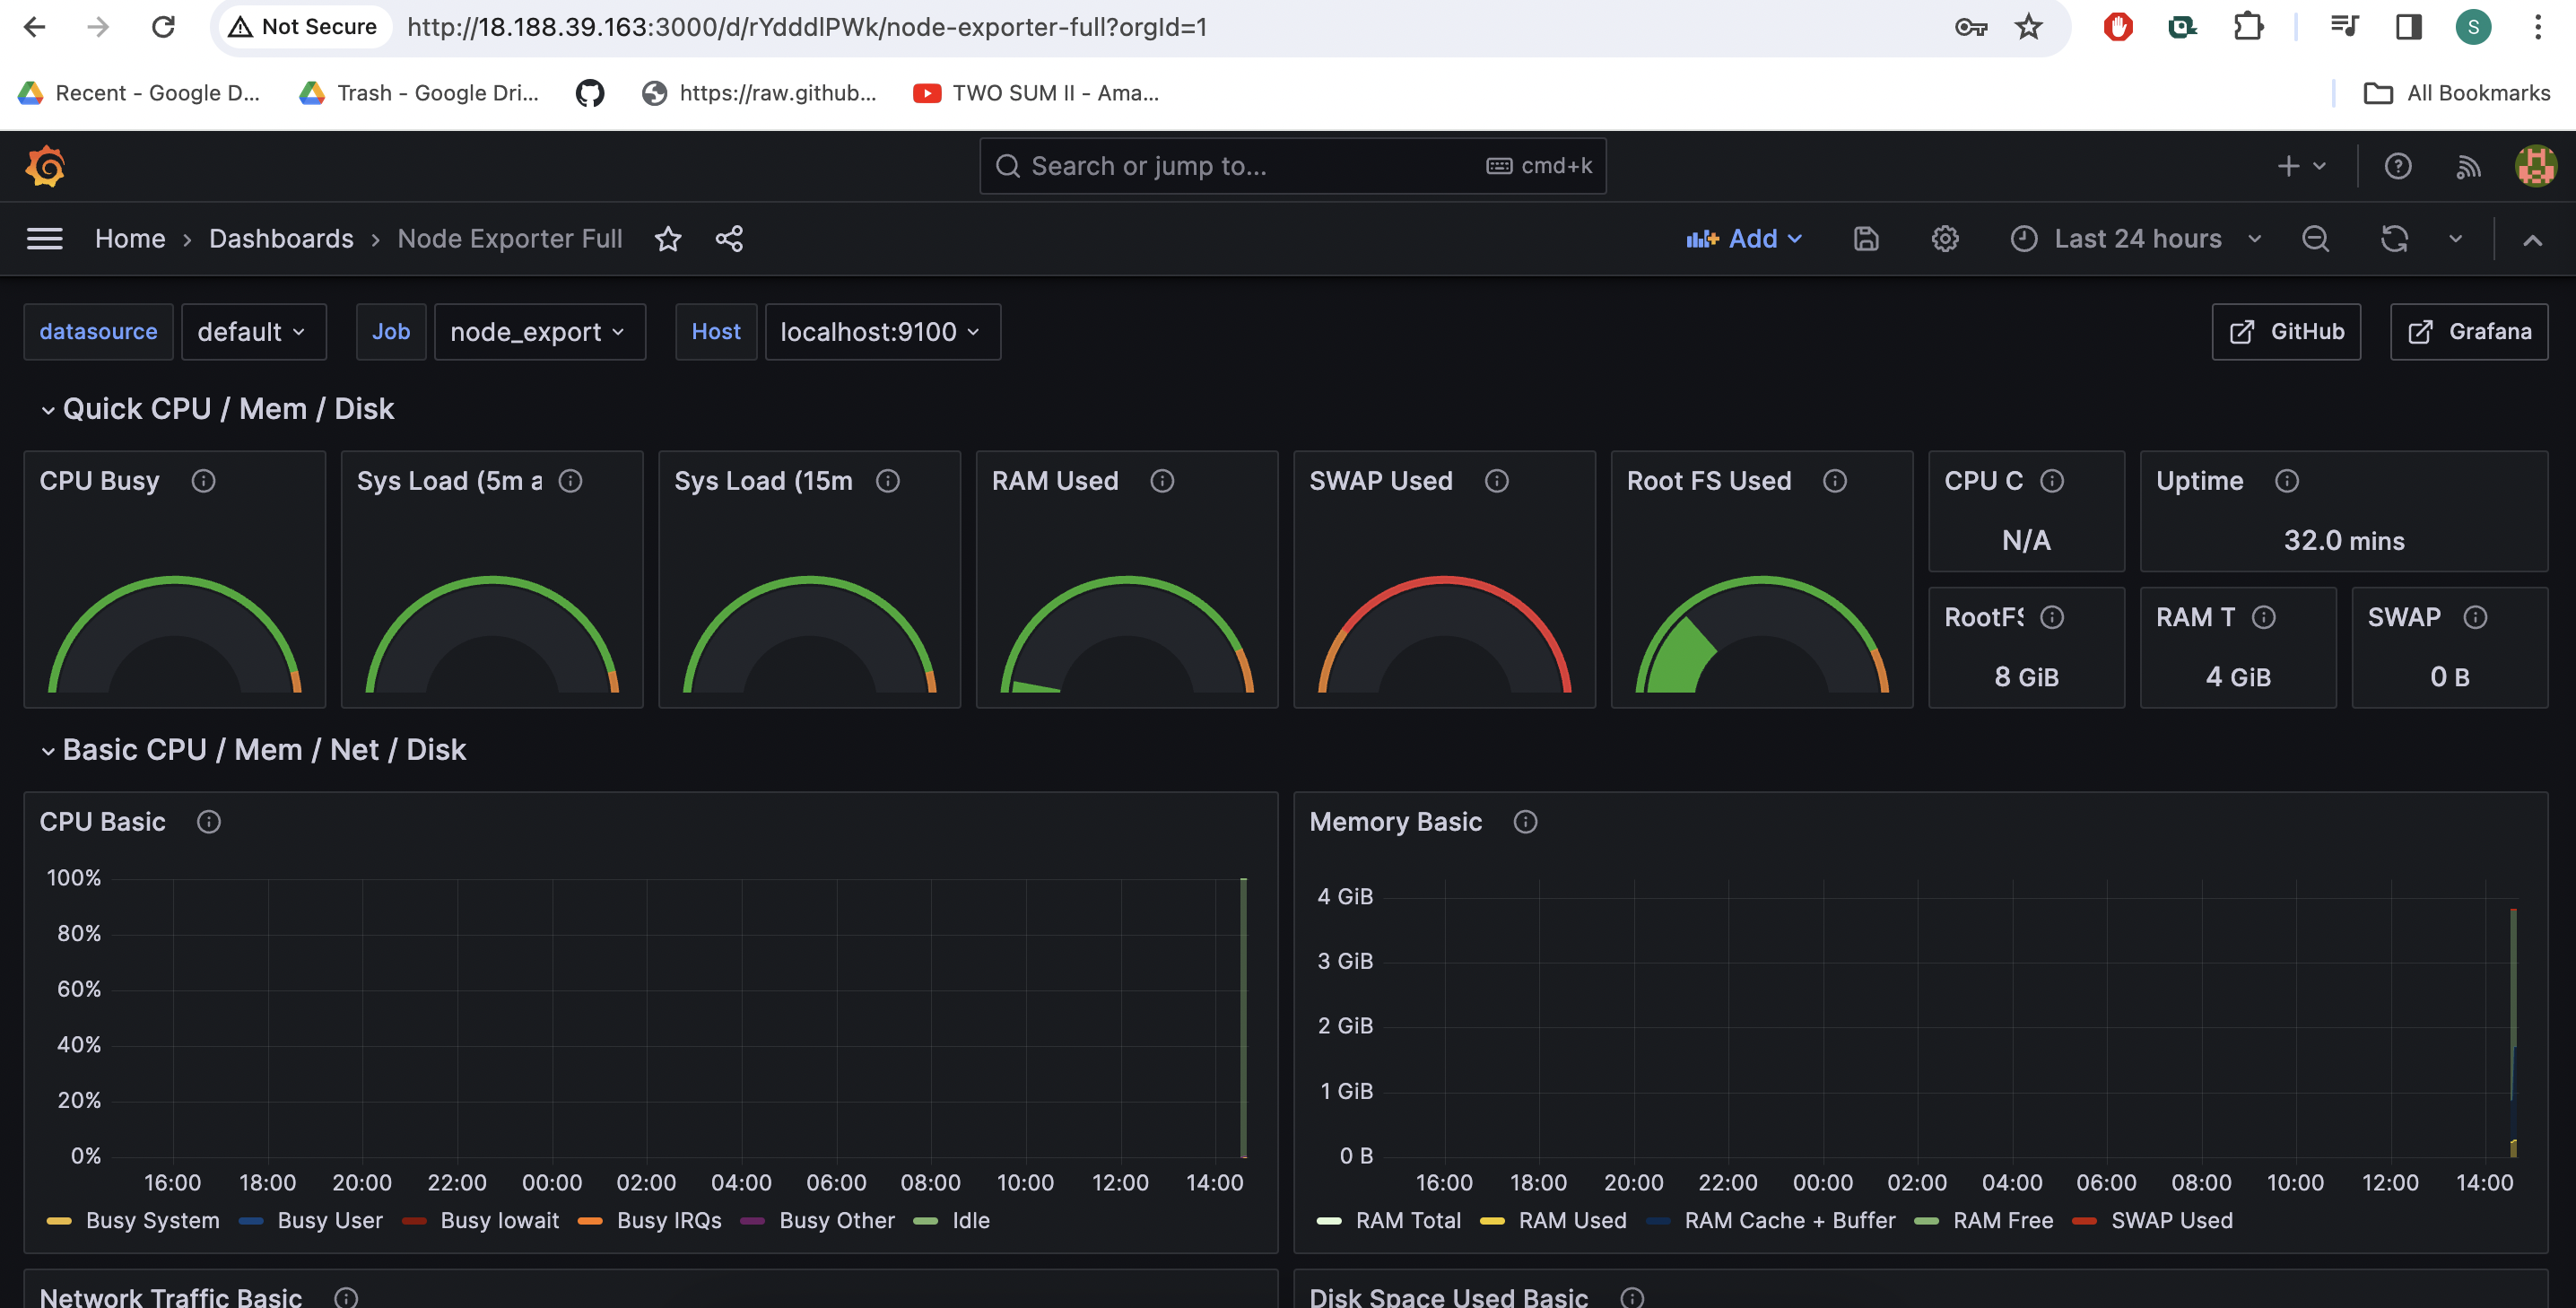 Not Secure http://18.188.39.163:3000/d/rYdddlPWk/node-exporter-full?orgId=1 S
Recent - Google D... Trash - Google Dri... https://raw.github... TWO SUM II - Ama... All Bookmarks
Search or jump to... cmd+k
Home › Dashboards › Node Exporter Full Add Last 24 hours
datasource default Job node_export Host localhost:9100 GitHub Grafana
Quick CPU / Mem / Disk
CPU Busy Sys Load (5m a Sys Load (15m RAM Used SWAP Used Root FS Used CPU C Uptime
N/A 32.0 mins
RootFS RAM T SWAP
8 GiB 4 GiB 0 B
Basic CPU / Mem / Net / Disk
CPU Basic
100%
80%
60%
40%
20%
0%
16:00 18:00 20:00 22:00 00:00 02:00 04:00 06:00 08:00 10:00 12:00 14:00
Busy System Busy User Busy Iowait Busy IRQs Busy Other Idle
Memory Basic
4 GiB
3 GiB
2 GiB
1 GiB
0 B
16:00 18:00 20:00 22:00 00:00 02:00 04:00 06:00 08:00 10:00 12:00 14:00
RAM Total RAM Used RAM Cache + Buffer RAM Free SWAP Used
Network Traffic Basic Disk Space Used Basic